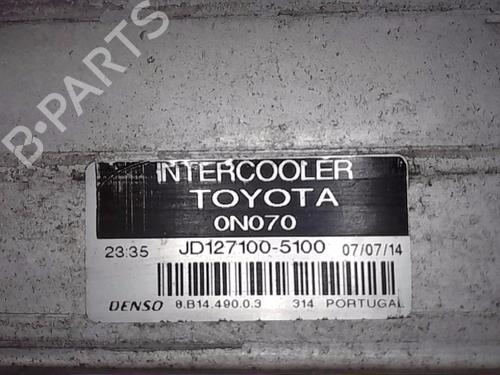 B-PARTS
INTERCOOLER
TOYOTA
0N070
23:35 JD127100-5100 07/07/14
DENSO 8.B14.490.0.3 314 PORTUGAL